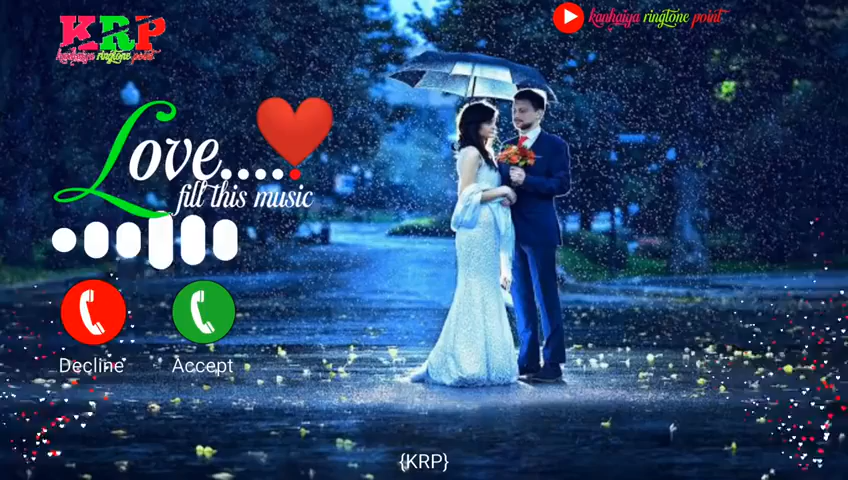 KRP
kanhaiya ringtone point
kanhaiya ringtone point
Love.....
fill this music
Decline
Accept
{KRP}